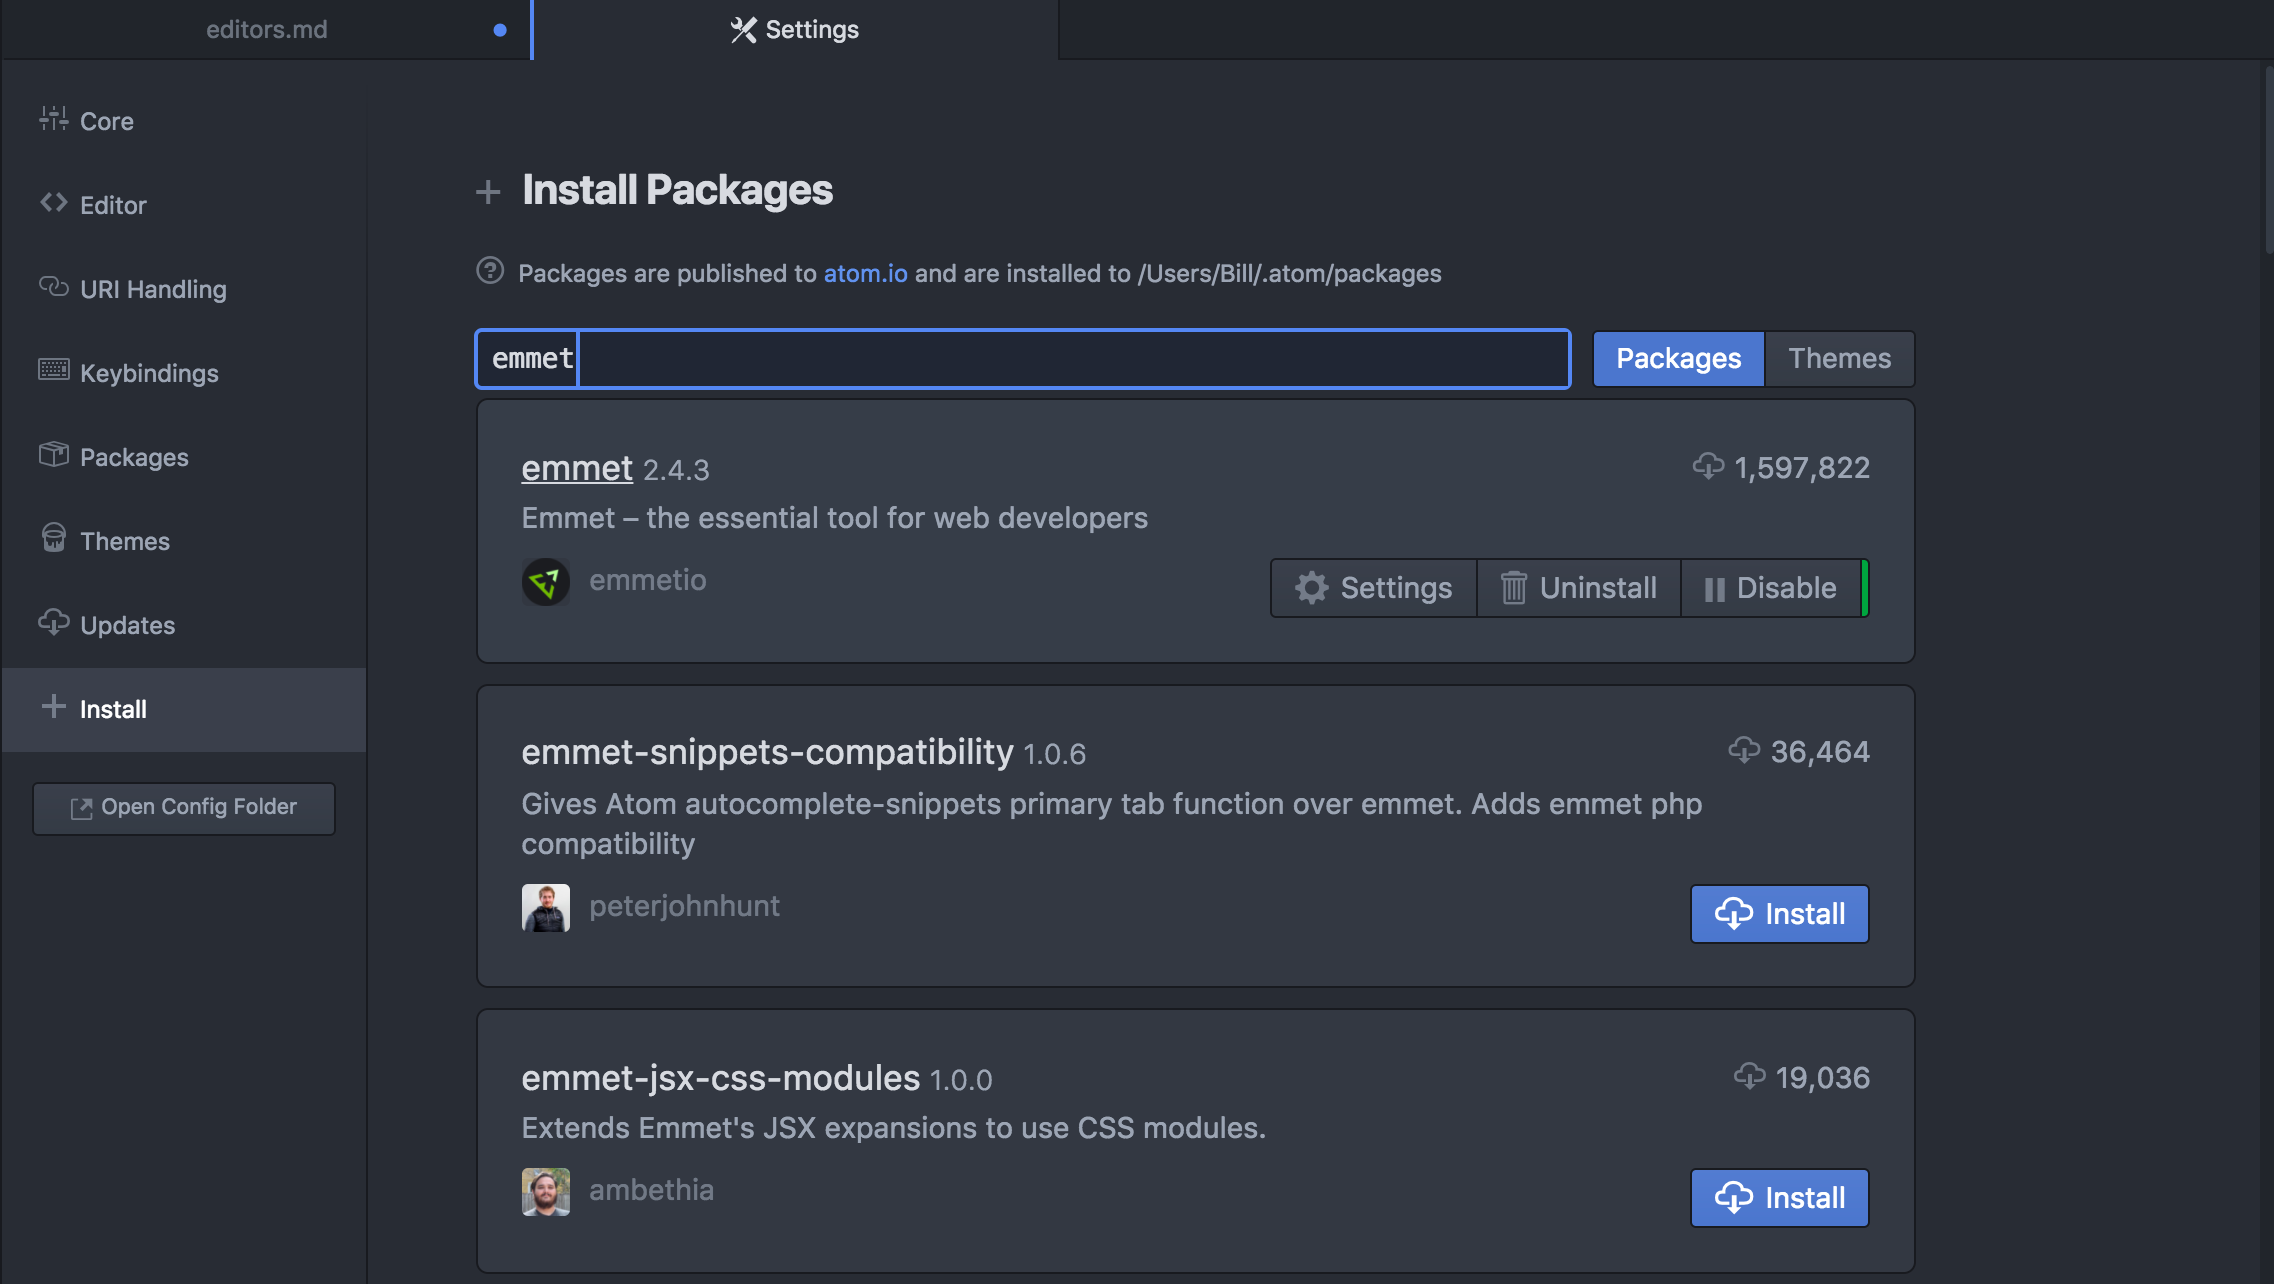 editors.md
Settings
Core
Editor
URI Handling
Keybindings
Packages
Themes
Updates
Install
Open Config Folder
Install Packages
Packages are published to atom.io and are installed to /Users/Bill/.atom/packages
emmet
Packages Themes
emmet 2.4.3 1,597,822
Emmet – the essential tool for web developers
emmetio Settings Uninstall Disable
emmet-snippets-compatibility 1.0.6 36,464
Gives Atom autocomplete-snippets primary tab function over emmet. Adds emmet php
compatibility
peterjohnhunt Install
emmet-jsx-css-modules 1.0.0 19,036
Extends Emmet's JSX expansions to use CSS modules.
ambethia Install